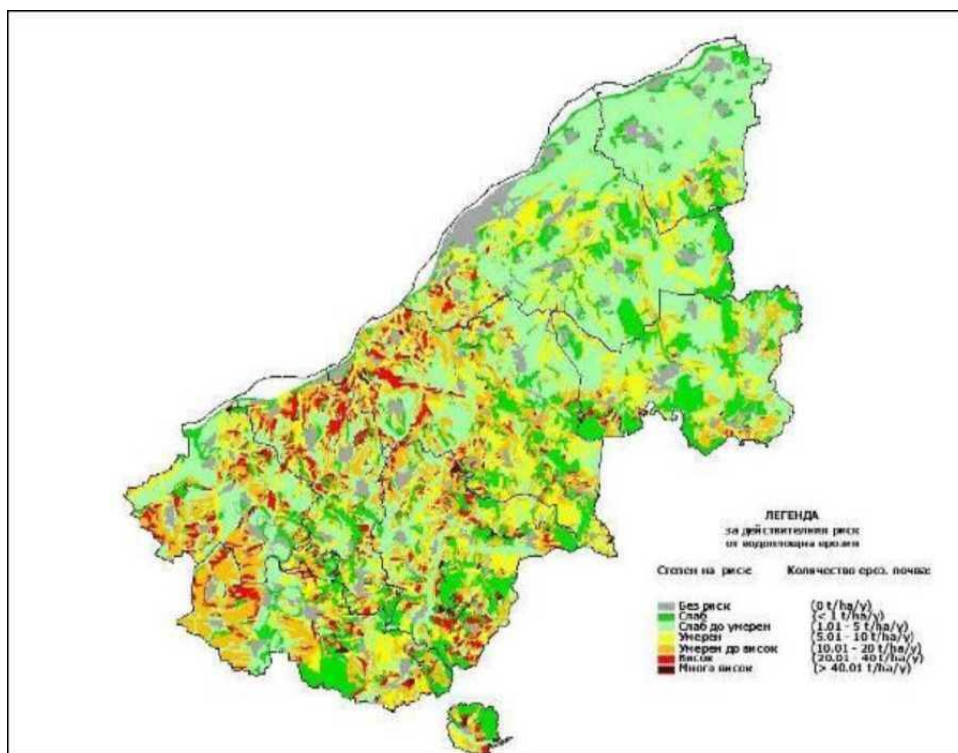 ЛЕГЕНДА
за действителния риск
от водоплощна ерозия
Степен на риск: Количество ероз. почва:
Без риск (0 t/ha/y)
Слаб (< 1 t/ha/y)
Слаб до умерен (1.01 - 5 t/ha/y)
Умерен (5.01 - 10 t/ha/y)
Умерен до висок (10.01 - 20 t/ha/y)
Висок (20.01 - 40 t/ha/y)
Много висок (> 40.01 t/ha/y)